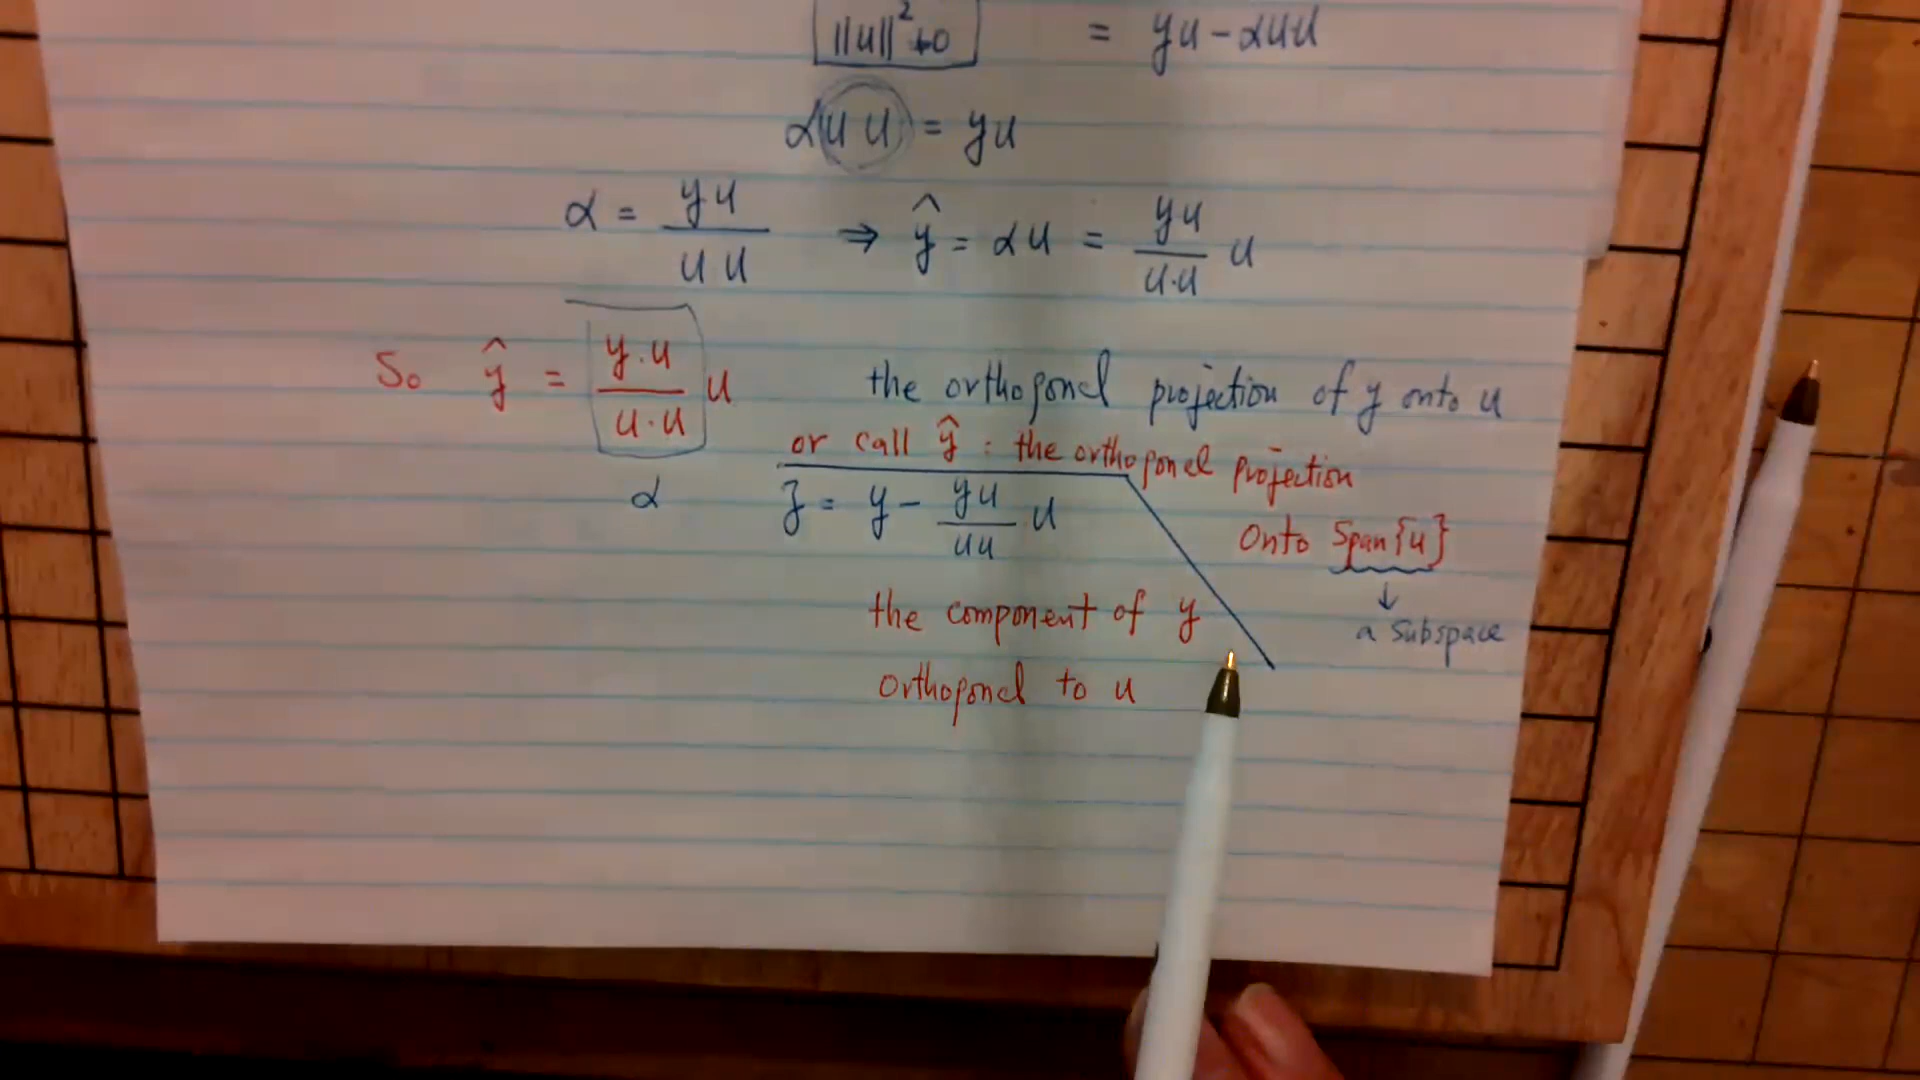 ||u||² ≠ 0 = yu - αuu
αuu = yu
α = yu / u.u ⇒ ŷ = αu = yu / u·u u
So ŷ = y.u / u·u u the orthogonal projection of y onto u
α
or call ŷ : the orthogonal projection
onto Span{u}
↓
a Subspace
z = y - yu / uu u
the component of y
orthogonal to u